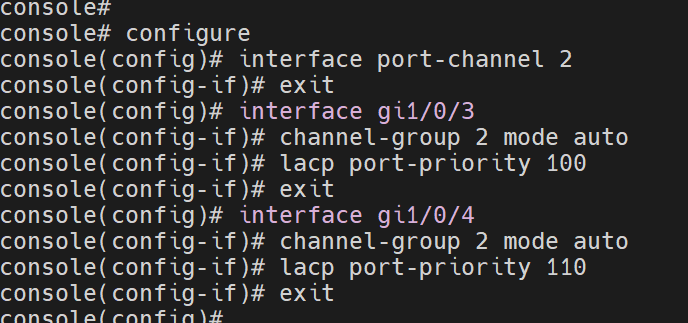 console#
console# configure
console(config)# interface port-channel 2
console(config-if)# exit
console(config)# interface gi1/0/3
console(config-if)# channel-group 2 mode auto
console(config-if)# lacp port-priority 100
console(config-if)# exit
console(config)# interface gi1/0/4
console(config-if)# channel-group 2 mode auto
console(config-if)# lacp port-priority 110
console(config-if)# exit
console(config)#